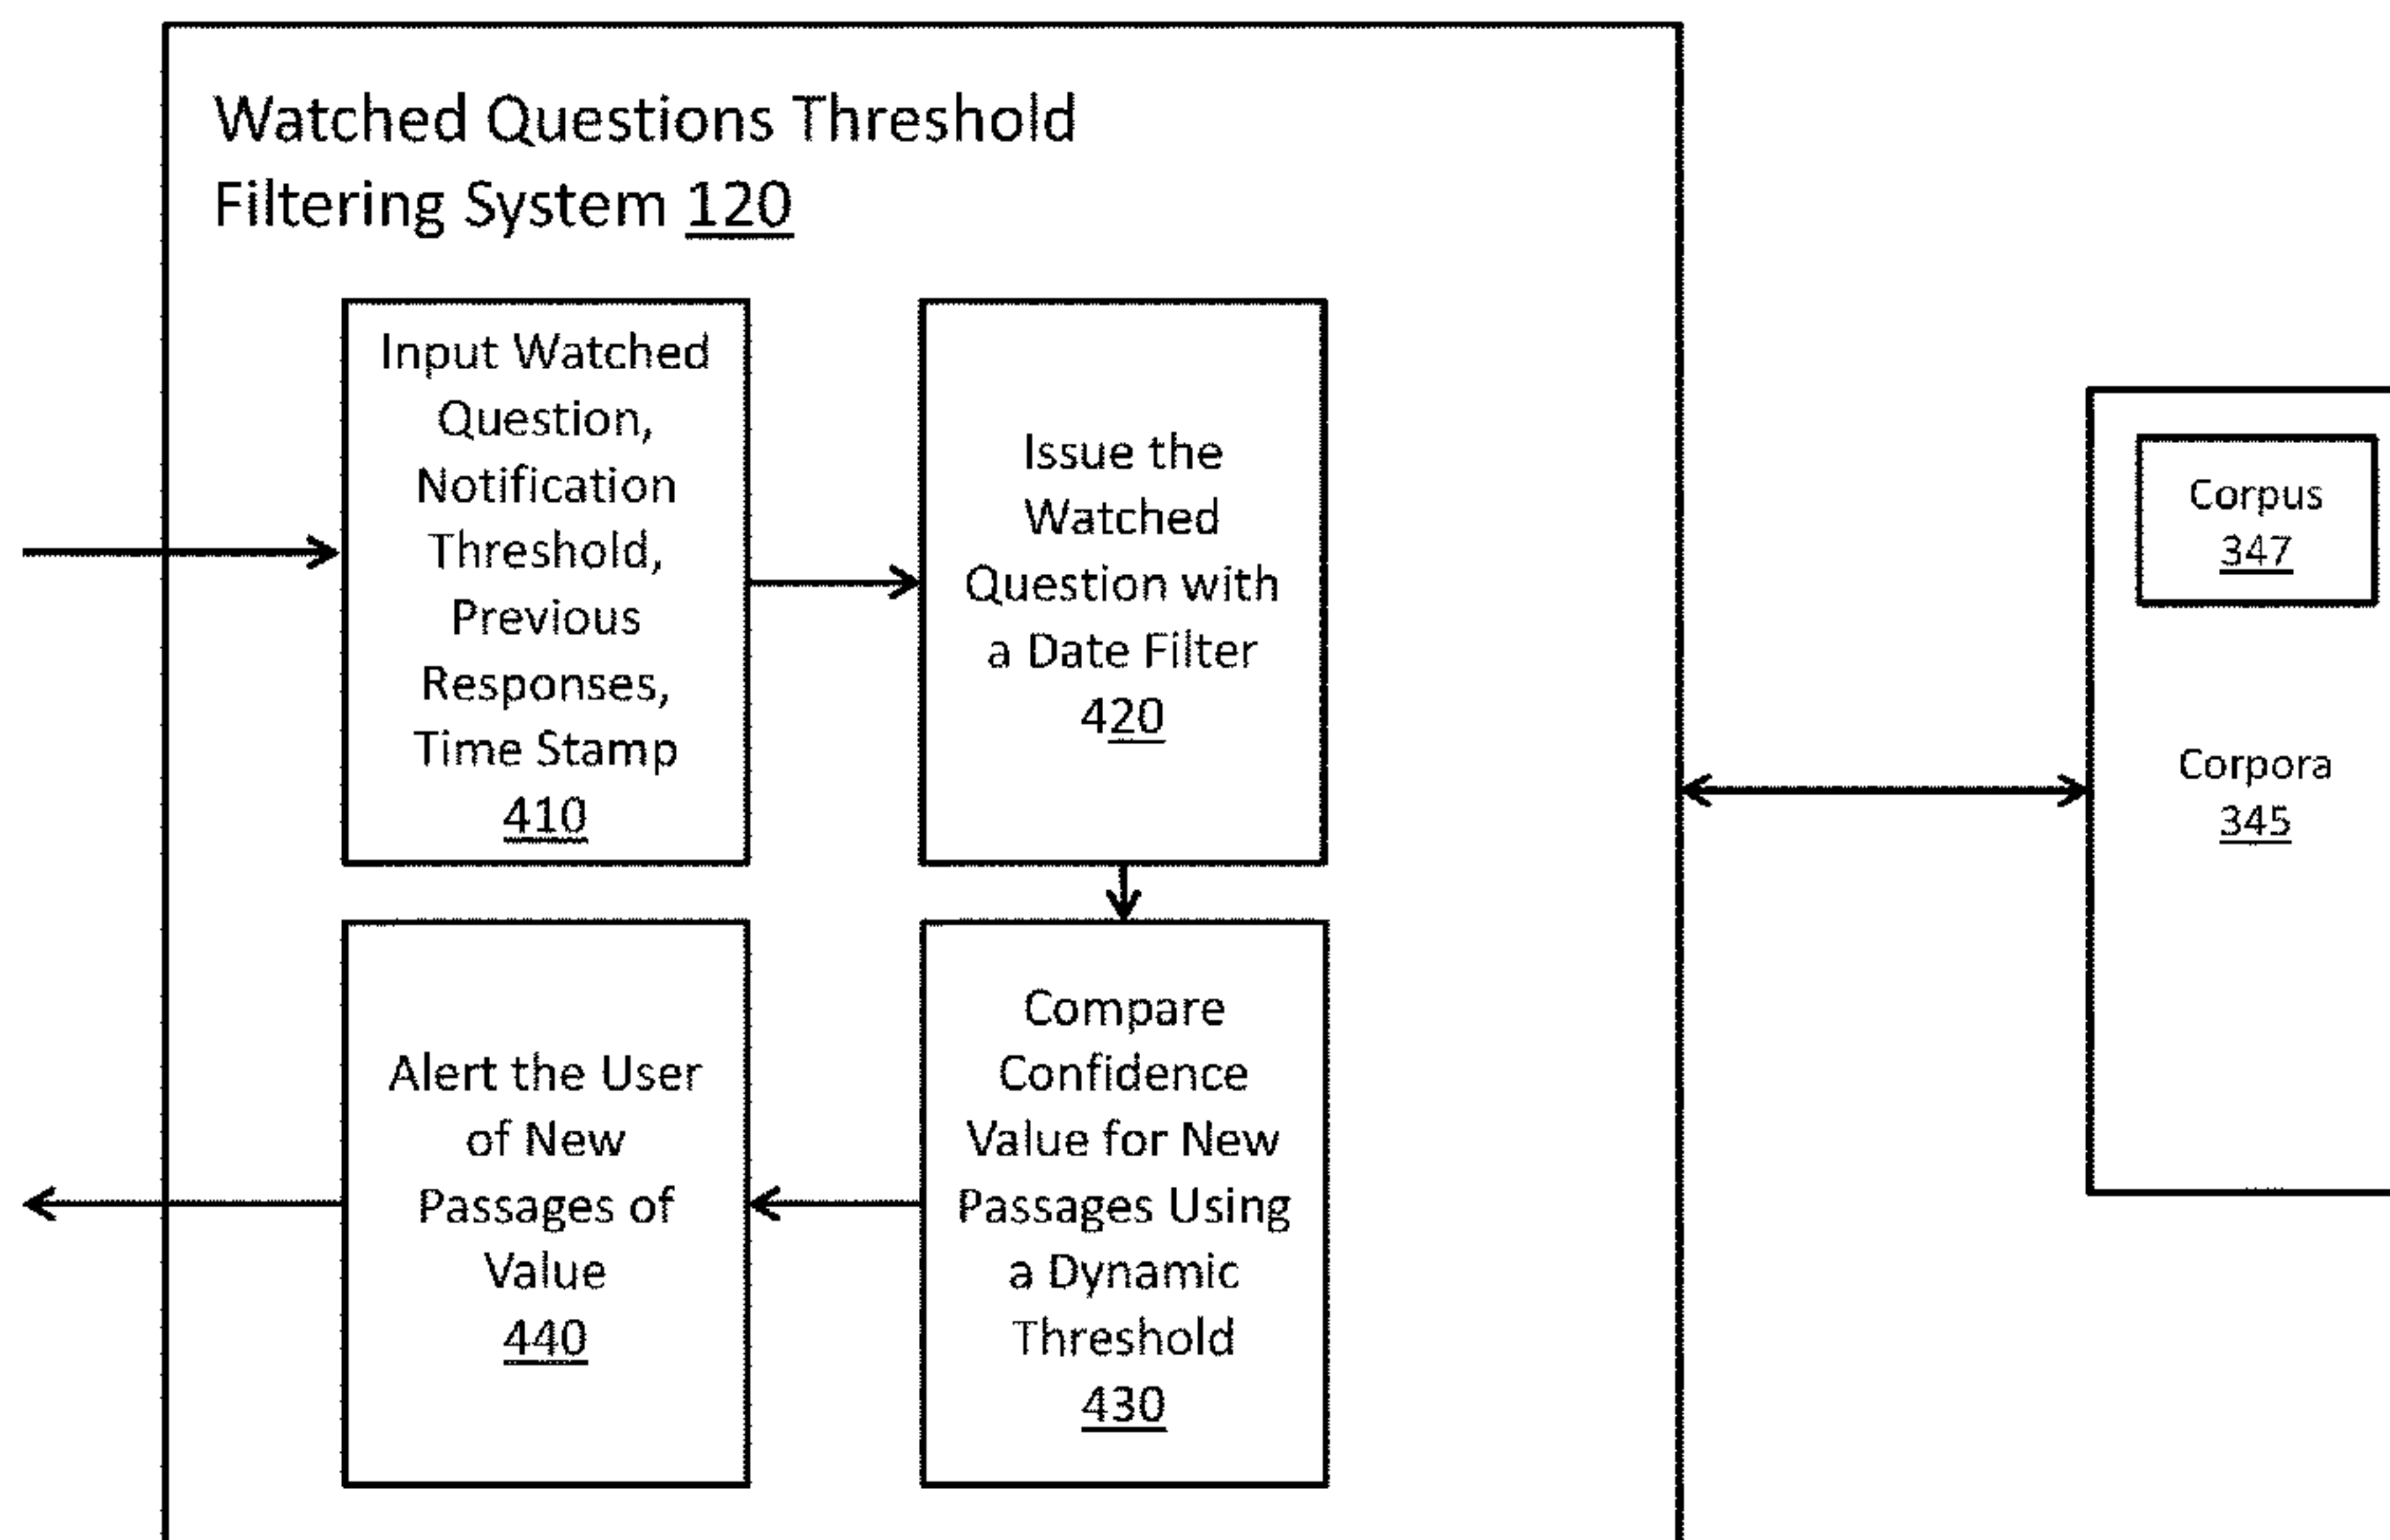 Watched Questions Threshold
Filtering System 120
Input Watched
Question,
Notification
Threshold,
Previous
Responses,
Time Stamp
410
Issue the
Watched
Question with
a Date Filter
420
Compare
Confidence
Value for New
Passages Using
a Dynamic
Threshold
430
Alert the User
of New
Passages of
Value
440
Corpus
347
Corpora
345